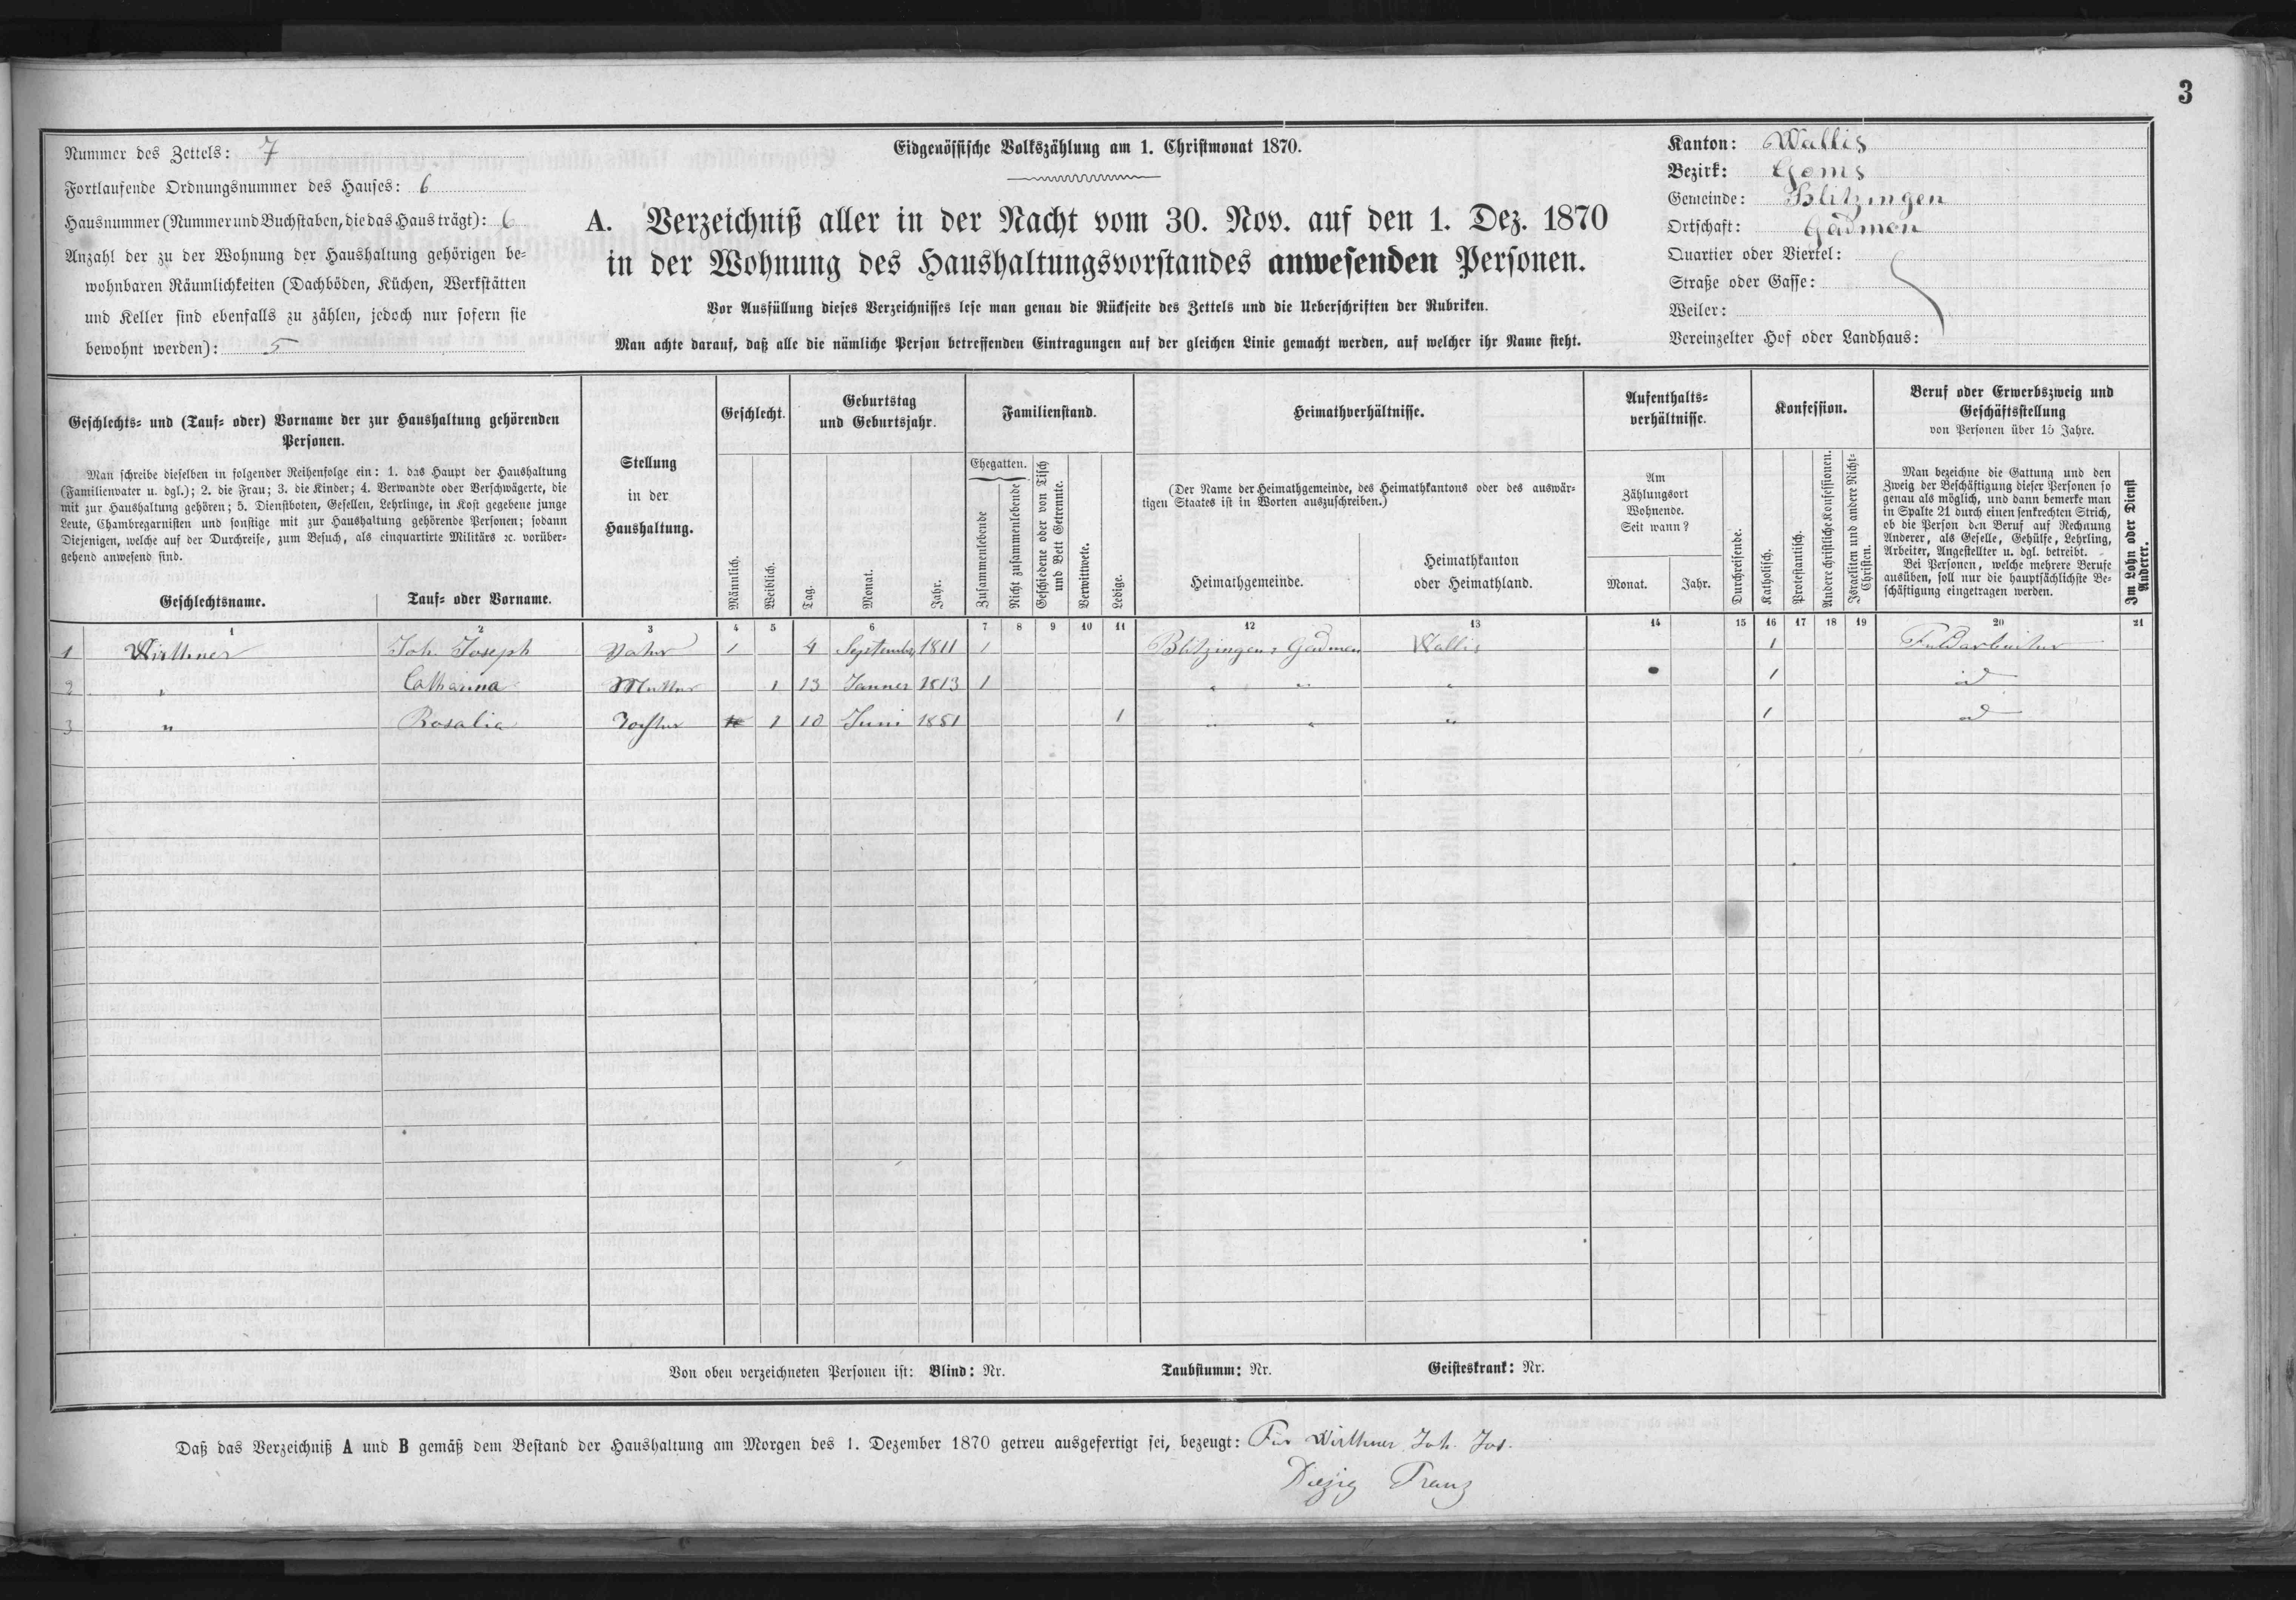 3
Nummer des Zettels: 7
Fortlaufende Ordnungsnummer des Hauses: 6
Hausnummer (Nummer und Buchstaben, die das Haus trägt): 6
Anzahl der zu der Wohnung der Haushaltung gehörigen be-
wohnbaren Räumlichkeiten (Dachböden, Küchen, Werkstätten
und Keller sind ebenfalls zu zählen, jedoch nur sofern sie
bewohnt werden): 5
Eidgenössische Volkszählung am 1. Christmonat 1870.
A. Verzeichniß aller in der Nacht vom 30. Nov. auf den 1. Dez. 1870
in der Wohnung des Haushaltungsvorstandes anwesenden Personen.
Vor Ausfüllung dieses Verzeichnisses lese man genau die Rückseite des Zettels und die Ueberschriften der Rubriken.
Man achte darauf, daß alle die nämliche Person betreffenden Eintragungen auf der gleichen Linie gemacht werden, auf welcher ihr Name steht.
Kanton: Wallis
Bezirk: Goms
Gemeinde: Blitzingen
Ortschaft: Gadmen
Quartier oder Viertel:
Straße oder Gasse:
Weiler:
Vereinzelter Hof oder Landhaus:
Geschlechts- und (Tauf- oder) Vorname der zur Haushaltung gehörenden
Personen.
Man schreibe dieselben in folgender Reihenfolge ein: 1. das Haupt der Haushaltung
(Familienvater u. dgl.); 2. die Frau; 3. die Kinder; 4. Verwandte oder Verschwägerte, die
mit zur Haushaltung gehören; 5. Dienstboten, Gesellen, Lehrlinge, in Kost gegebene junge
Leute, Chambregarnisten und sonstige mit zur Haushaltung gehörende Personen; sodann
Diejenigen, welche auf der Durchreise, zum Besuch, als einquartirte Militärs ꝛc. vorüber-
gehend anwesend sind.
Geschlechtsname. Tauf- oder Vorname.
Stellung
in der
Haushaltung.
Geschlecht.
Männlich. Weiblich.
Geburtstag
und Geburtsjahr.
Tag. Monat. Jahr.
Familienstand.
Ehegatten.
Zusammenlebende
Nicht zusammenlebende
Geschiedene oder von Tisch
und Bett Getrennte.
Verwittwete.
Ledige.
Heimathverhältnisse.
(Der Name der Heimathgemeinde, des Heimathkantons oder des auswär-
tigen Staates ist in Worten auszuschreiben.)
Heimathgemeinde.
Heimathkanton
oder Heimathland.
Aufenthalts-
verhältnisse.
Am
Zählungsort
Wohnende.
Seit wann?
Monat. Jahr.
Durchreisende.
Konfession.
Katholisch.
Protestantisch.
Andere christliche Konfessionen.
Israeliten und andere Nicht-
Christen.
Beruf oder Erwerbszweig und
Geschäftsstellung
von Personen über 15 Jahre.
Man bezeichne die Gattung und den
Zweig der Beschäftigung dieser Personen so
genau als möglich, und dann bemerke man
in Spalte 21 durch einen senkrechten Strich,
ob die Person den Beruf auf Rechnung
Anderer, als Geselle, Gehülfe, Lehrling,
Arbeiter, Angestellter u. dgl. betreibt.
Bei Personen, welche mehrere Berufe
ausüben, soll nur die hauptsächlichste Be-
schäftigung eingetragen werden.
Im Lohn oder Dienst
Anderer.
1 2 3 4 5 6 7 8 9 10 11 12 13 14 15 16 17 18 19 20 21
1 Wirthner Joh. Joseph Vater 1 4 September 1811 1 Blitzingen: Gadmen Wallis 1 Feldarbeiter
2 " Catharina Mutter 1 13 Janner 1813 1 " " " 1 id
3 " Rosalia Tochter 1 10 Juni 1851 1 " " " 1 id
Von oben verzeichneten Personen ist: Blind: Nr. Taubstumm: Nr. Geisteskrank: Nr.
Daß das Verzeichniß A und B gemäß dem Bestand der Haushaltung am Morgen des 1. Dezember 1870 getreu ausgefertigt sei, bezeugt: Für Wirthner Joh. Jos.
Diezig Franz